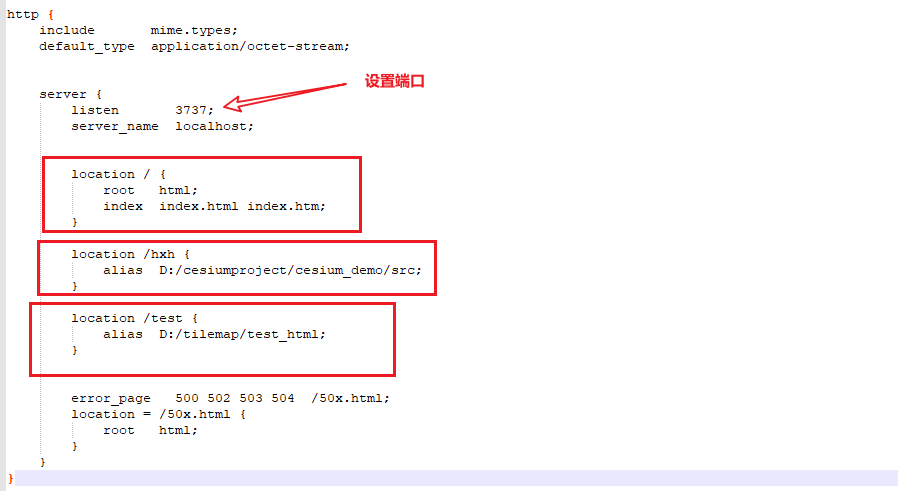 http {
    include       mime.types;
    default_type  application/octet-stream;
    server {
        listen       3737;
设置端口
        server_name  localhost;
        location / {
            root   html;
            index  index.html index.htm;
        }
        location /hxh {
            alias  D:/cesiumproject/cesium_demo/src;
        }
        location /test {
            alias  D:/tilemap/test_html;
        }
        error_page   500 502 503 504  /50x.html;
        location = /50x.html {
            root   html;
        }
    }
}